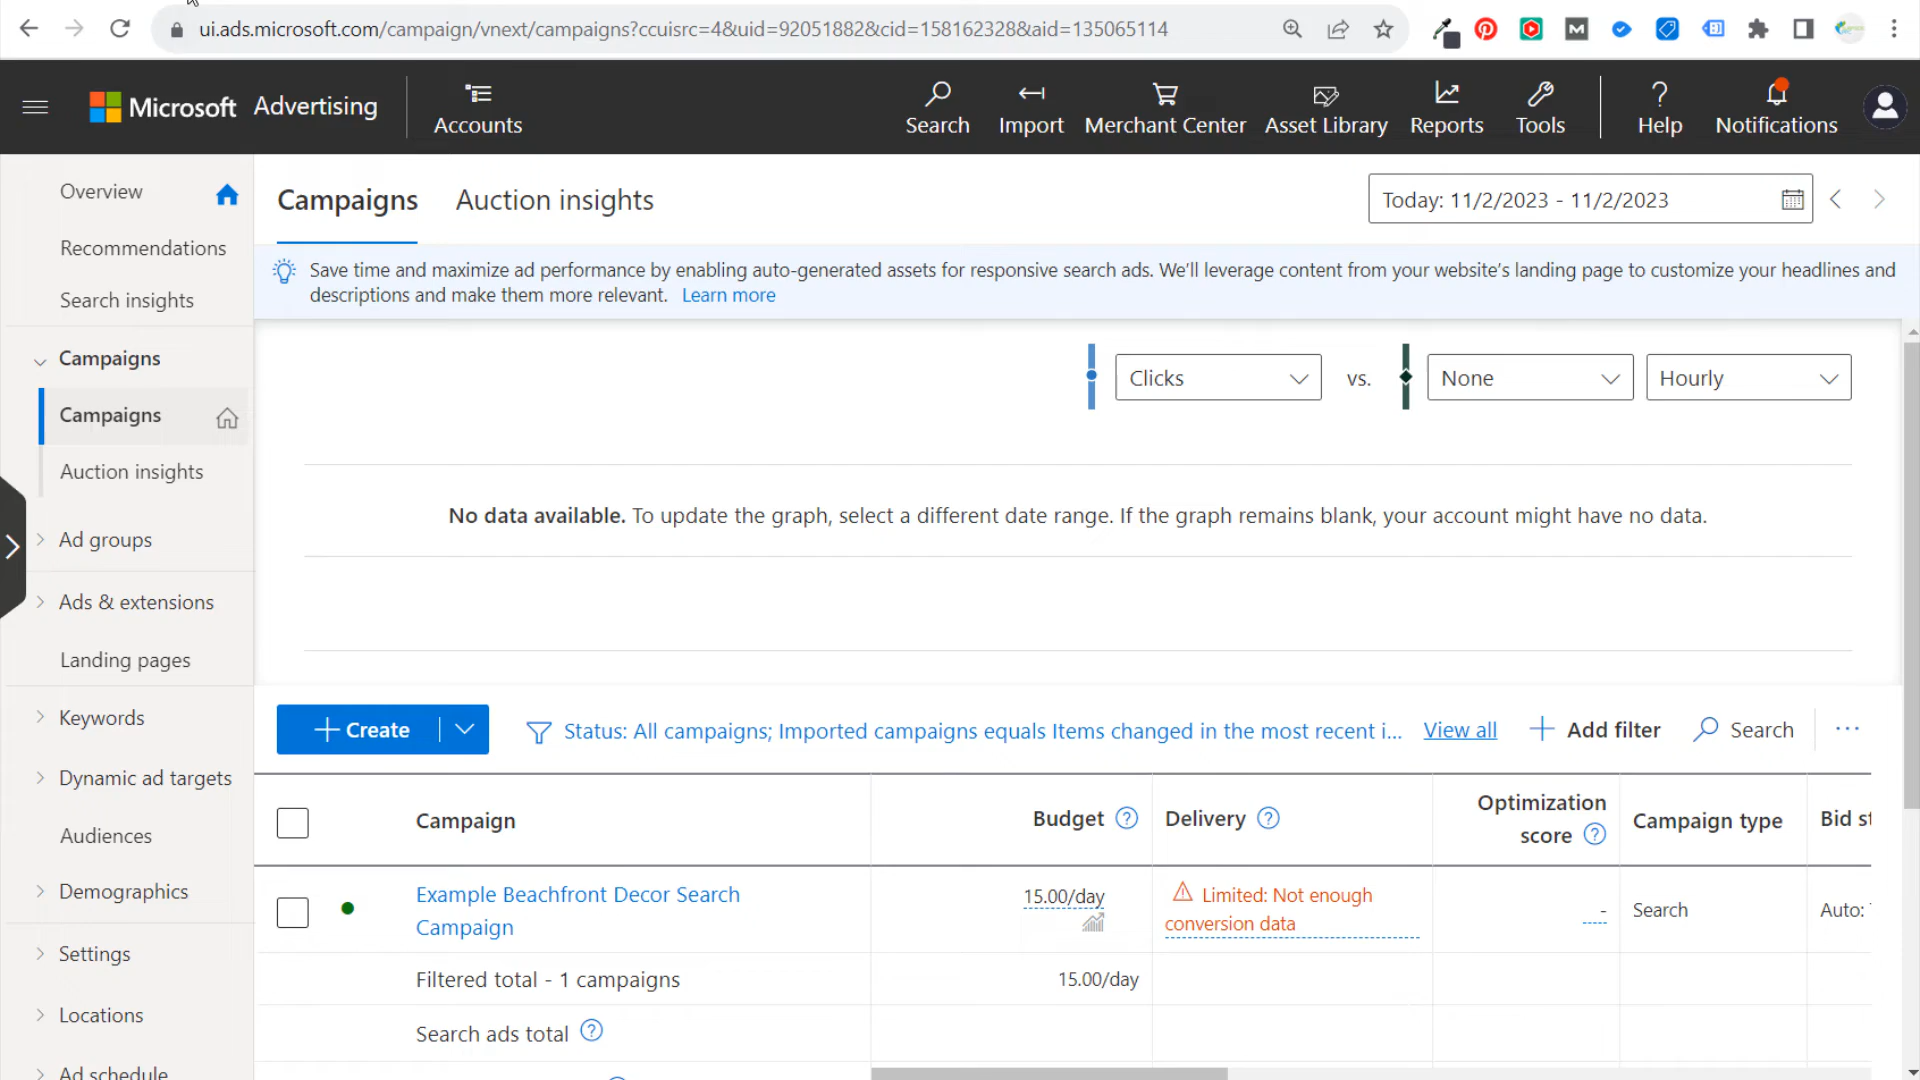 ui.ads.microsoft.com/campaign/vnext/campaigns?ccuisrc=4&uid=92051882&cid=158162328&aid=135065114
Microsoft Advertising
Accounts
Search
Import
Merchant Center
Asset Library
Reports
Tools
Help
Notifications
Overview
Recommendations
Search insights
Campaigns
Campaigns
Auction insights
Ad groups
Ads & extensions
Landing pages
Keywords
Dynamic ad targets
Audiences
Demographics
Settings
Locations
Ad schedule
Campaigns
Auction insights
Today: 11/2/2023 - 11/2/2023
Save time and maximize ad performance by enabling auto-generated assets for responsive search ads. We’ll leverage content from your website’s landing page to customize your headlines and
descriptions and make them more relevant. Learn more
Clicks
vs.
None
Hourly
No data available. To update the graph, select a different date range. If the graph remains blank, your account might have no data.
Create
Status: All campaigns; Imported campaigns equals Items changed in the most recent i...
View all
Add filter
Search
Campaign
Budget
Delivery
Optimization
score
Campaign type
Bid st
Example Beachfront Decor Search
Campaign
15.00/day
Limited: Not enough
conversion data
-
Search
Auto:
Filtered total - 1 campaigns
15.00/day
Search ads total